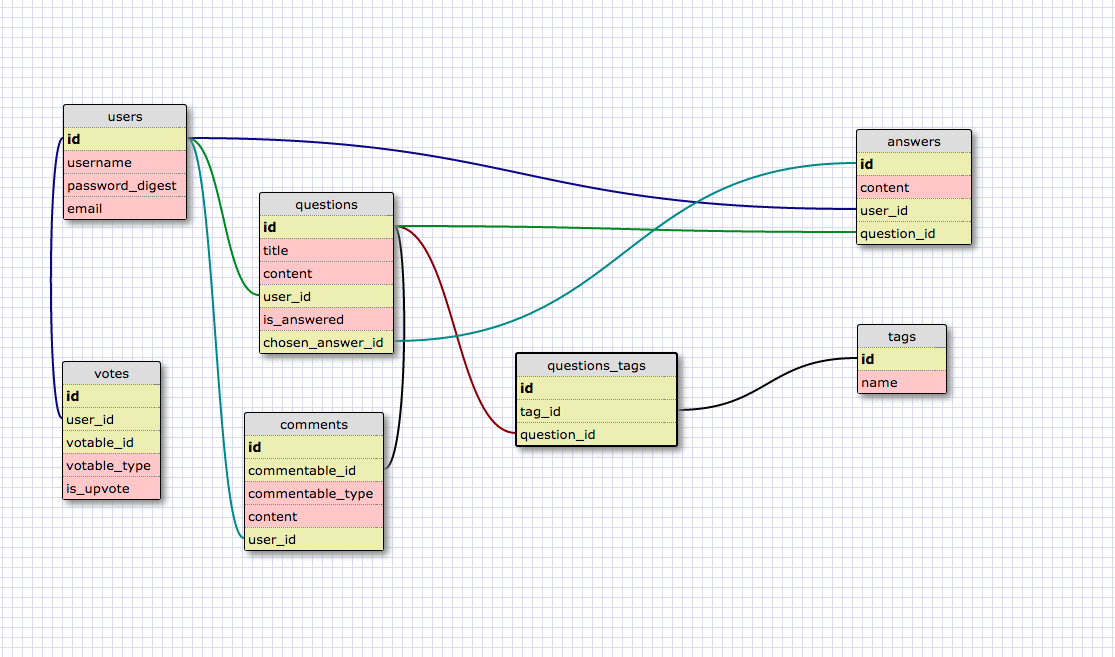 users
id
username
password_digest
email
questions
id
title
content
user_id
is_answered
chosen_answer_id
answers
id
content
user_id
question_id
votes
id
user_id
votable_id
votable_type
is_upvote
comments
id
commentable_id
commentable_type
content
user_id
questions_tags
id
tag_id
question_id
tags
id
name